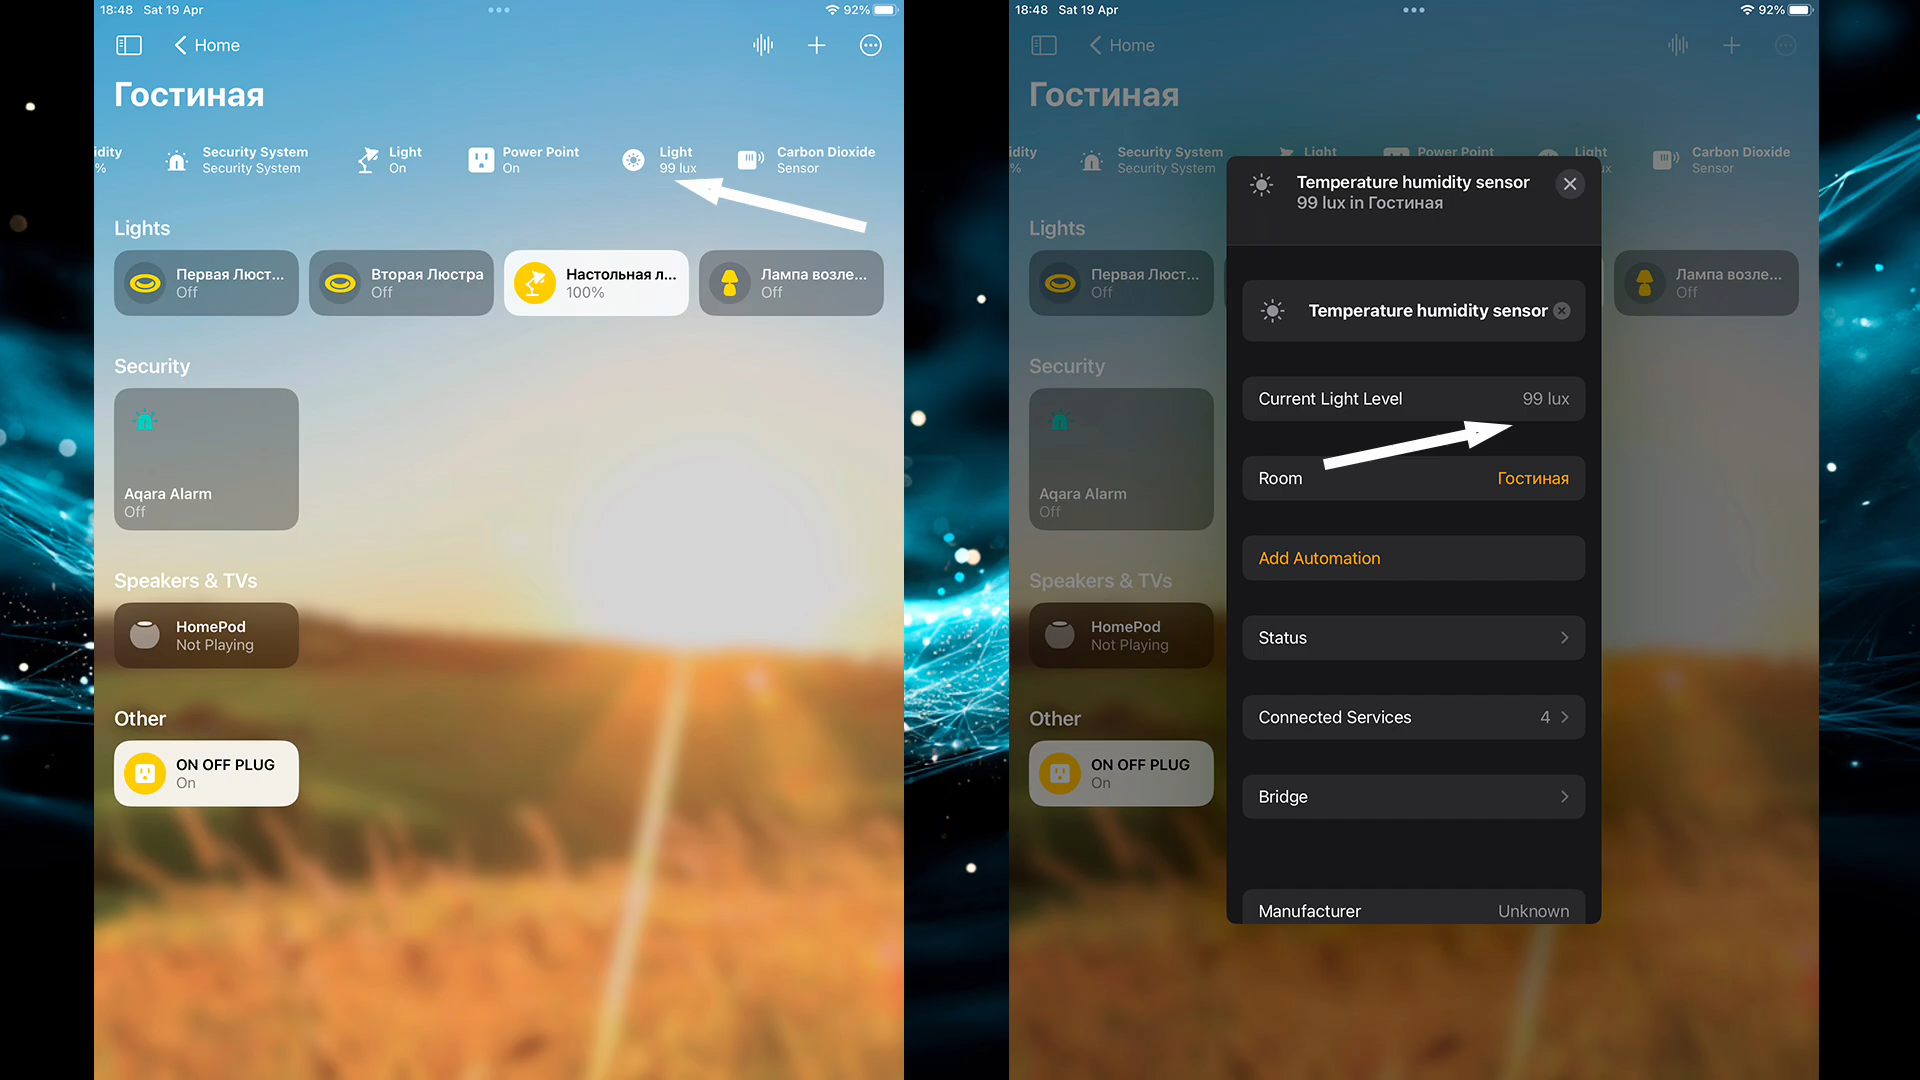 18:48 Sat 19 Apr
92%
Home
Гостиная
idity
%
Security System
Security System
Light
On
Power Point
On
Light
99 lux
Carbon Dioxide
Sensor
Lights
Первая Люст...
Off
Вторая Люстра
Off
Настольная л...
100%
Лампа возле...
Off
Security
Aqara Alarm
Off
Speakers & TVs
HomePod
Not Playing
Other
ON OFF PLUG
On
18:48 Sat 19 Apr
92%
Home
Гостиная
idity
%
Security System
Security System
Light
Power Point
Light
ux
Carbon Dioxide
Sensor
Lights
Первая Люст...
Off
Лампа возле...
Off
Security
Aqara Alarm
Off
Speakers & TVs
HomePod
Not Playing
Other
ON OFF PLUG
On
Temperature humidity sensor
99 lux in Гостиная
Temperature humidity sensor
Current Light Level 99 lux
Room Гостиная
Add Automation
Status
Connected Services 4
Bridge
Manufacturer Unknown